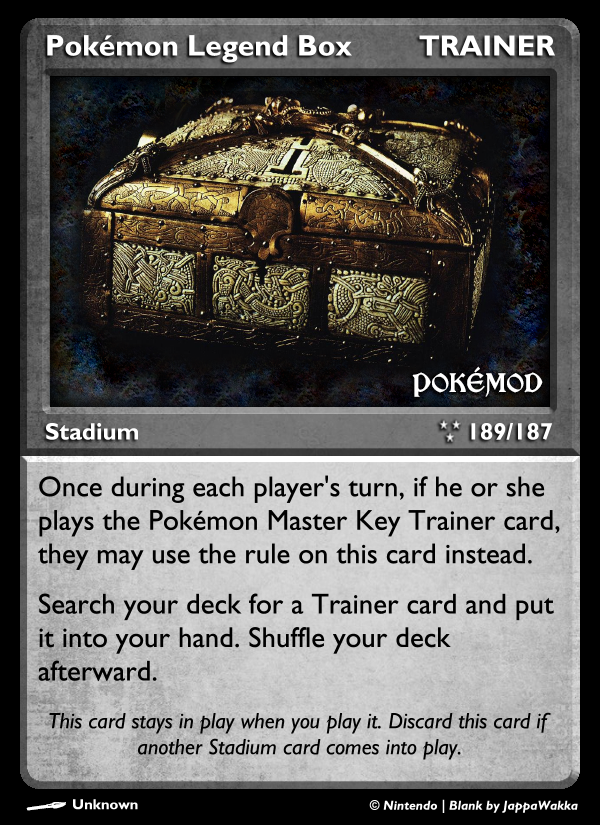 Pokémon Legend Box TRAINER
POKÉMOD
Stadium 189/187
Once during each player's turn, if he or she
plays the Pokémon Master Key Trainer card,
they may use the rule on this card instead.
Search your deck for a Trainer card and put
it into your hand. Shuffle your deck
afterward.
This card stays in play when you play it. Discard this card if
another Stadium card comes into play.
Unknown © Nintendo | Blank by JappaWakka